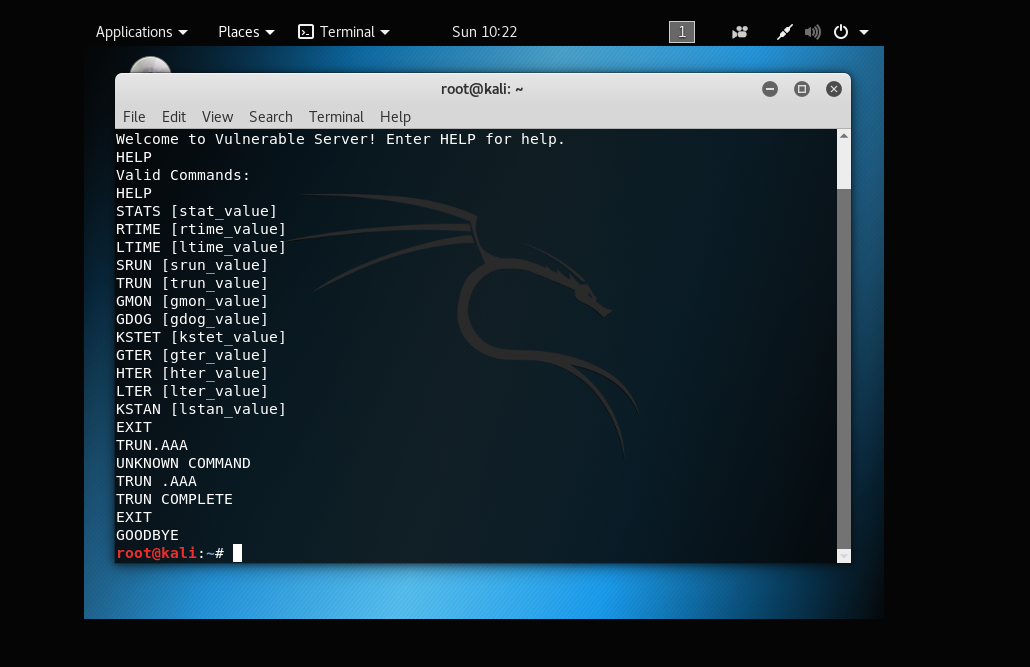 Applications Places Terminal Sun 10:22 1
root@kali: ~
File Edit View Search Terminal Help
Welcome to Vulnerable Server! Enter HELP for help.
HELP
Valid Commands:
HELP
STATS [stat_value]
RTIME [rtime_value]
LTIME [ltime_value]
SRUN [srun_value]
TRUN [trun_value]
GMON [gmon_value]
GDOG [gdog_value]
KSTET [kstet_value]
GTER [gter_value]
HTER [hter_value]
LTER [lter_value]
KSTAN [lstan_value]
EXIT
TRUN.AAA
UNKNOWN COMMAND
TRUN .AAA
TRUN COMPLETE
EXIT
GOODBYE
root@kali:~#